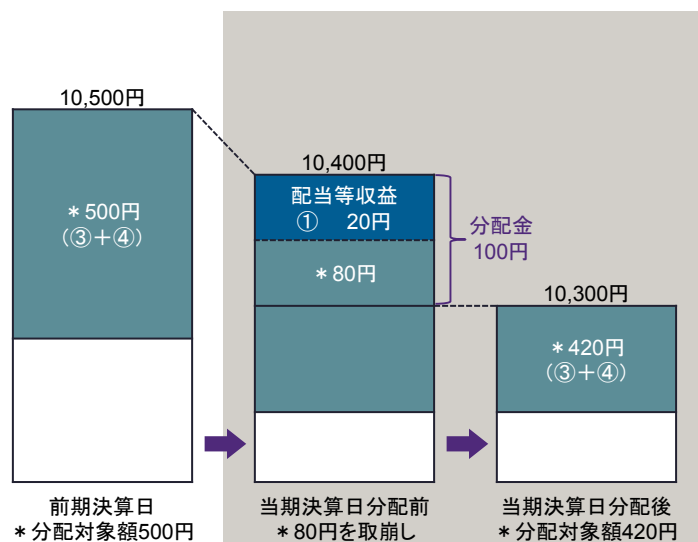 10,500円
＊500円
(③＋④)
10,400円
配当等収益
① 20円
＊80円
分配金
100円
10,300円
＊420円
(③＋④)
前期決算日
＊分配対象額500円
当期決算日分配前
＊80円を取崩し
当期決算日分配後
＊分配対象額420円